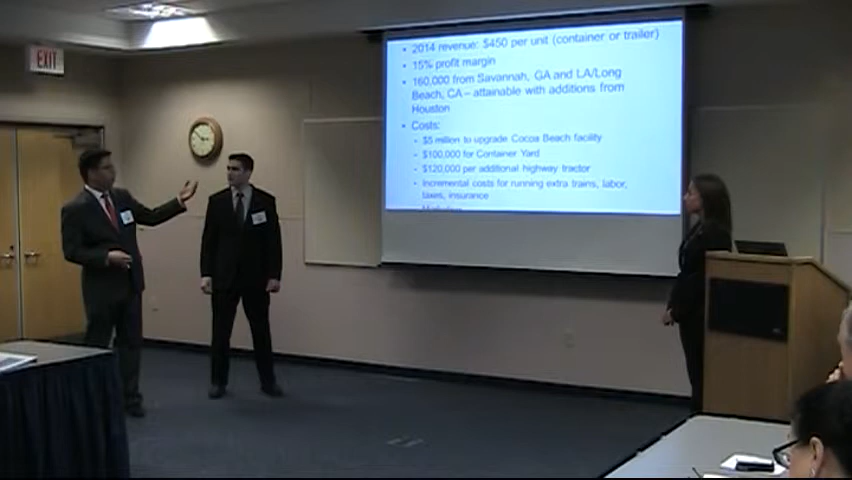 EXIT
• 2014 revenue: $450 per unit (container or trailer)
• 15% profit margin
• 160,000 from Savannah, GA and LA/Long
Beach, CA – attainable with additions from
Houston
• Costs:
- $5 million to upgrade Cocoa Beach facility
- $100,000 for Container Yard
- $120,000 per additional highway tractor
- Incremental costs for running extra trains, labor,
taxes, insurance